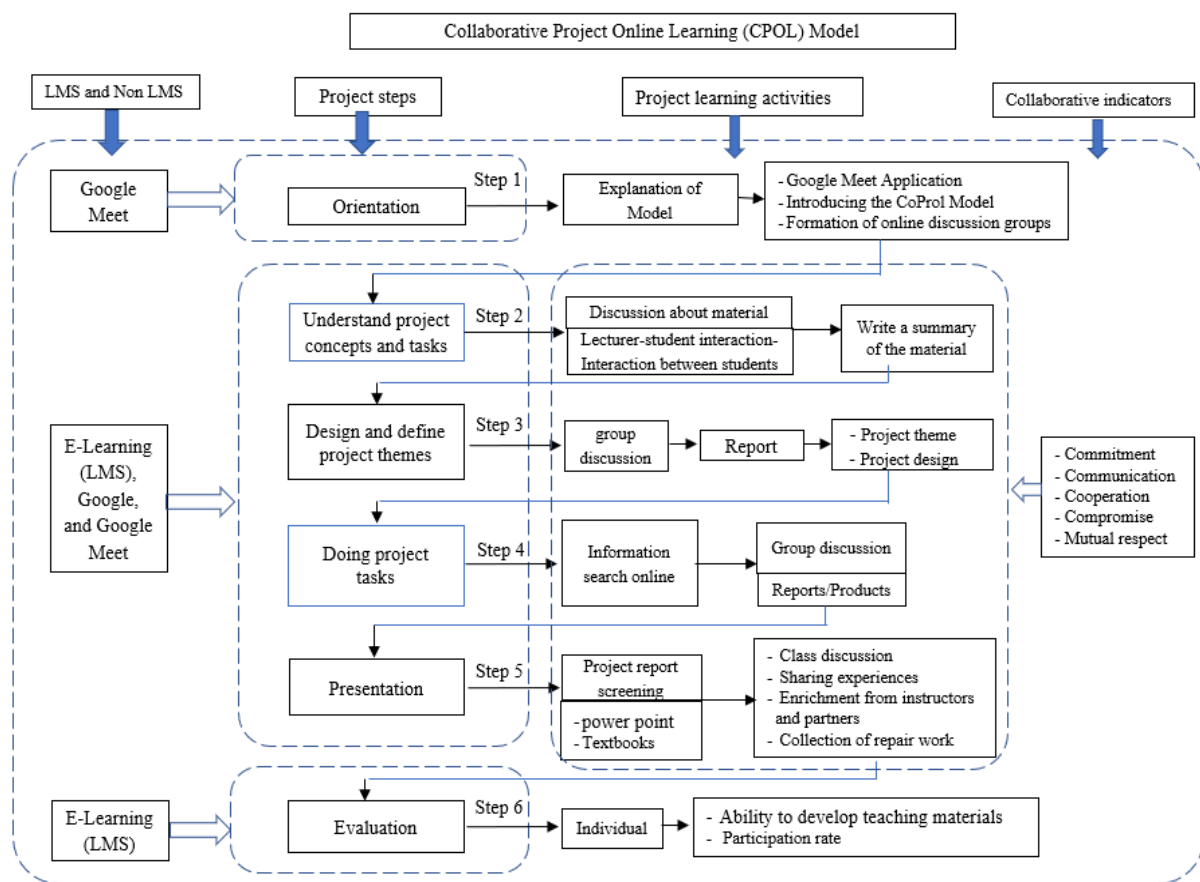 Collaborative Project Online Learning (CPOL) Model
LMS and Non LMS
Project steps
Project learning activities
Collaborative indicators
Google
Meet
Orientation
Step 1
Explanation of
Model
- Google Meet Application
- Introducing the CoProl Model
- Formation of online discussion groups
E-Learning
(LMS),
Google,
and Google
Meet
Understand project
concepts and tasks
Step 2
Discussion about material
Lecturer-student interaction-
Interaction between students
Write a summary
of the material
Design and define
project themes
Step 3
group
discussion
Report
- Project theme
- Project design
Doing project
tasks
Step 4
Information
search online
Group discussion
Reports/Products
Presentation
Step 5
Project report
screening
- power point
- Textbooks
- Class discussion
- Sharing experiences
- Enrichment from instructors
and partners
- Collection of repair work
- Commitment
- Communication
- Cooperation
- Compromise
- Mutual respect
E-Learning
(LMS)
Evaluation
Step 6
Individual
- Ability to develop teaching materials
- Participation rate